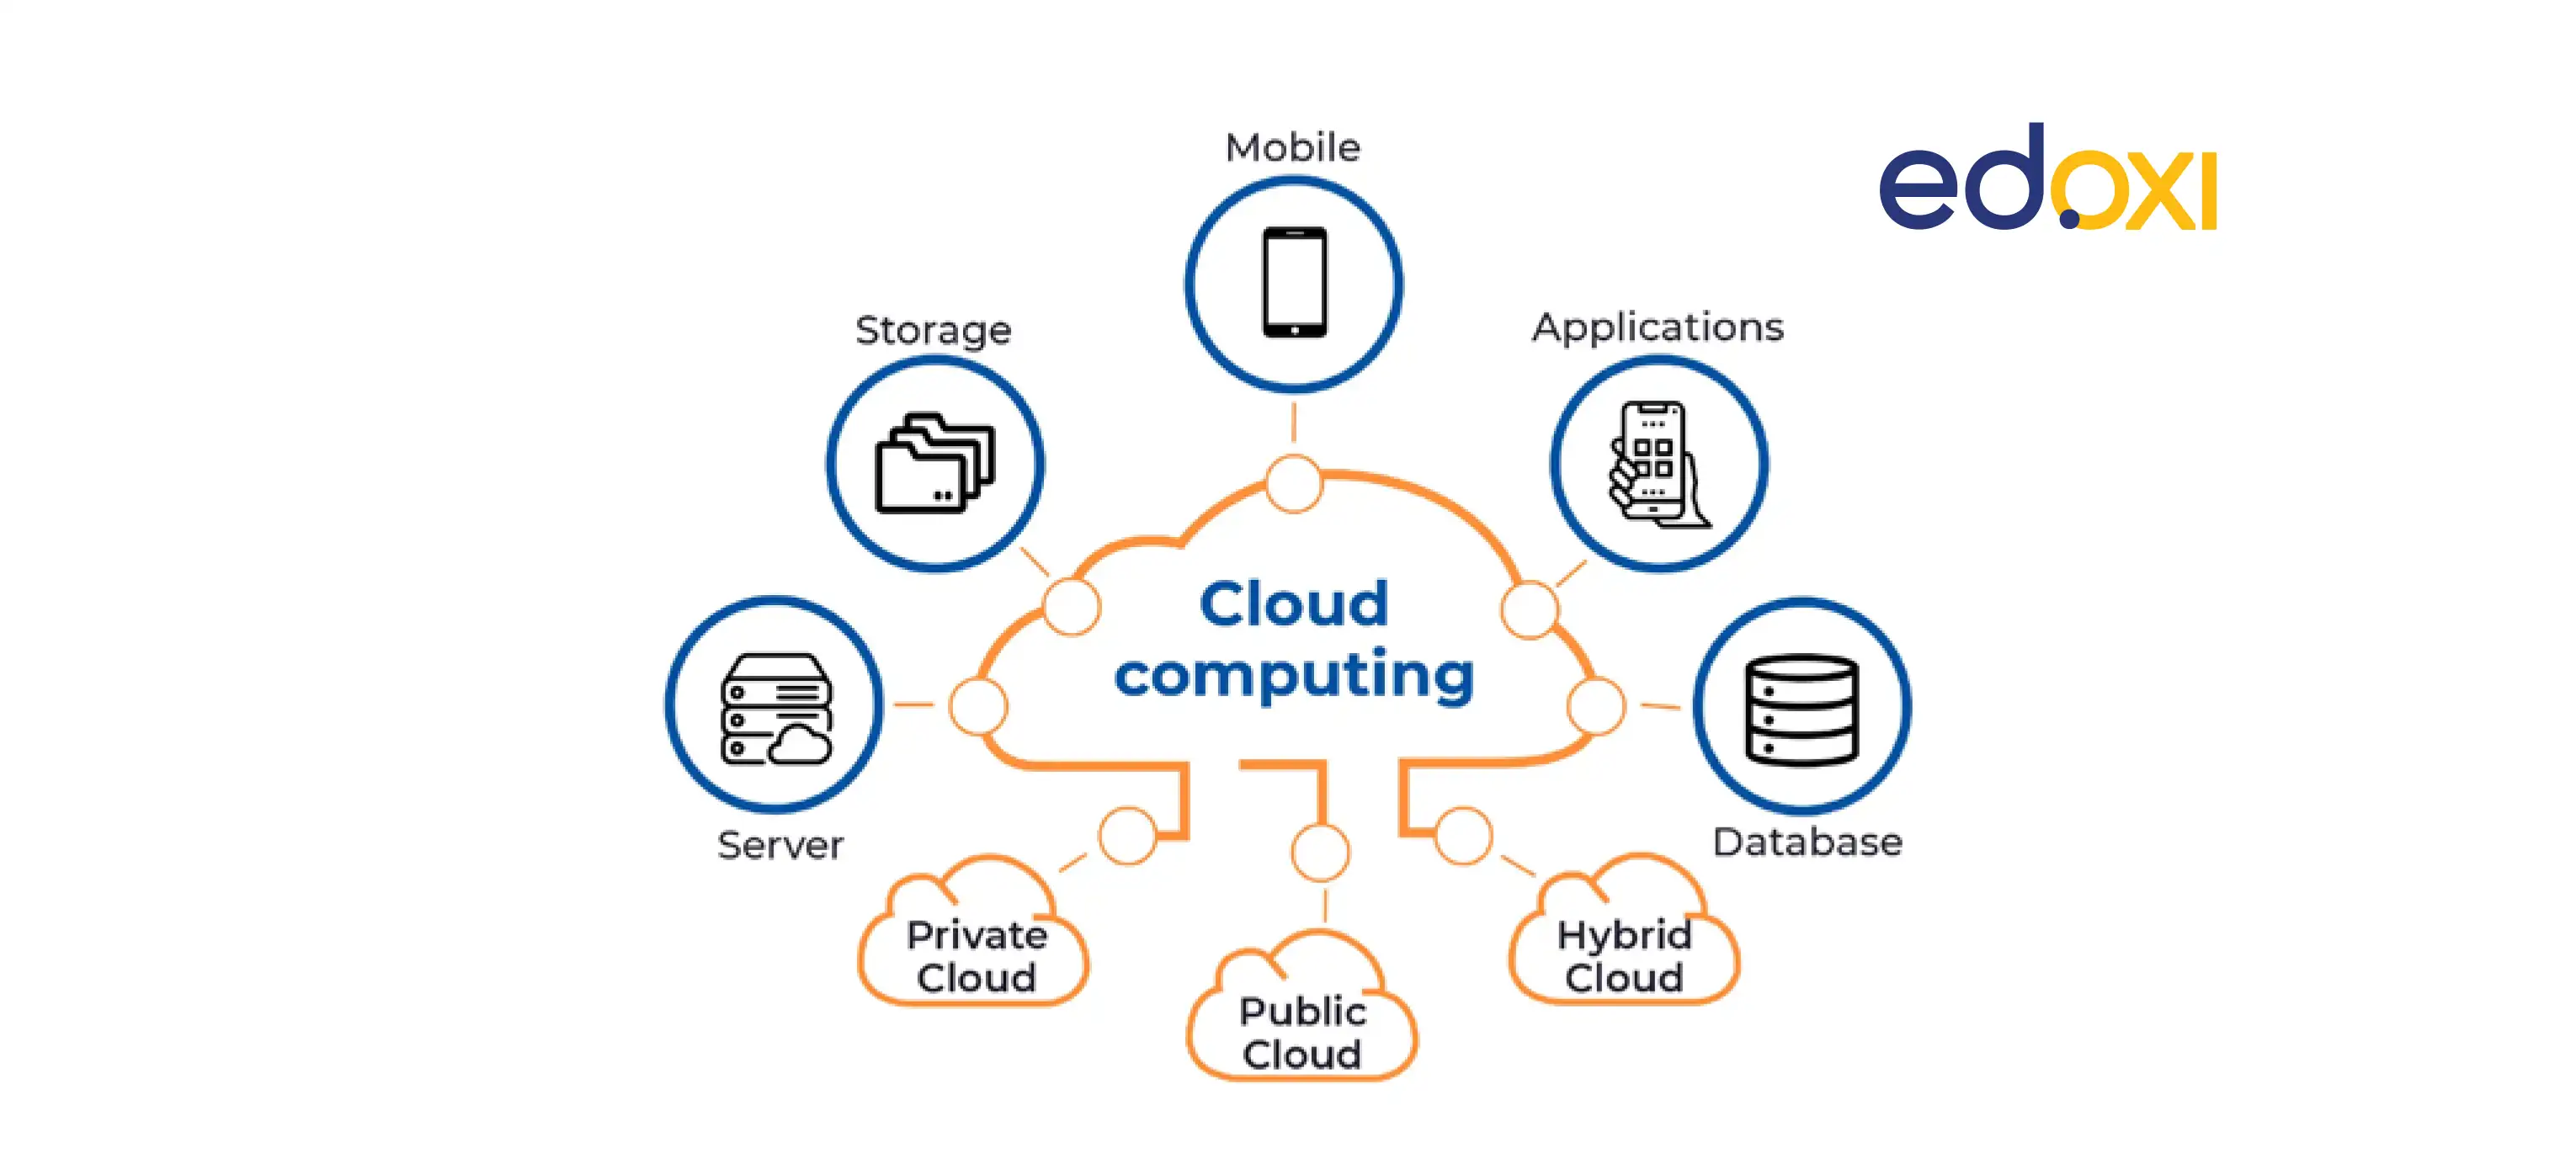 Mobile
edoxi
Storage
Applications
Cloud
computing
Server
Database
Private
Cloud
Public
Cloud
Hybrid
Cloud